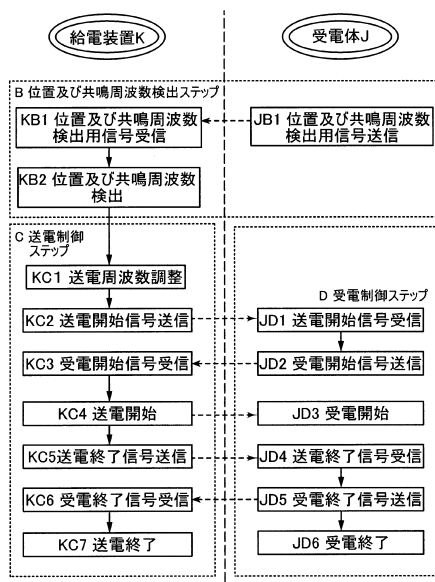 給電装置K
受電体J
B 位置及び共鳴周波数検出ステップ
KB1 位置及び共鳴周波数
検出用信号受信
JB1 位置及び共鳴周波数
検出用信号送信
KB2 位置及び共鳴周波数
検出
C 送電制御
ステップ
KC1 送電周波数調整
D 受電制御ステップ
KC2 送電開始信号送信
JD1 送電開始信号受信
KC3 受電開始信号受信
JD2 受電開始信号送信
KC4 送電開始
JD3 受電開始
KC5送電終了信号送信
JD4 送電終了信号受信
KC6 受電終了信号受信
JD5 受電終了信号送信
KC7 送電終了
JD6 受電終了